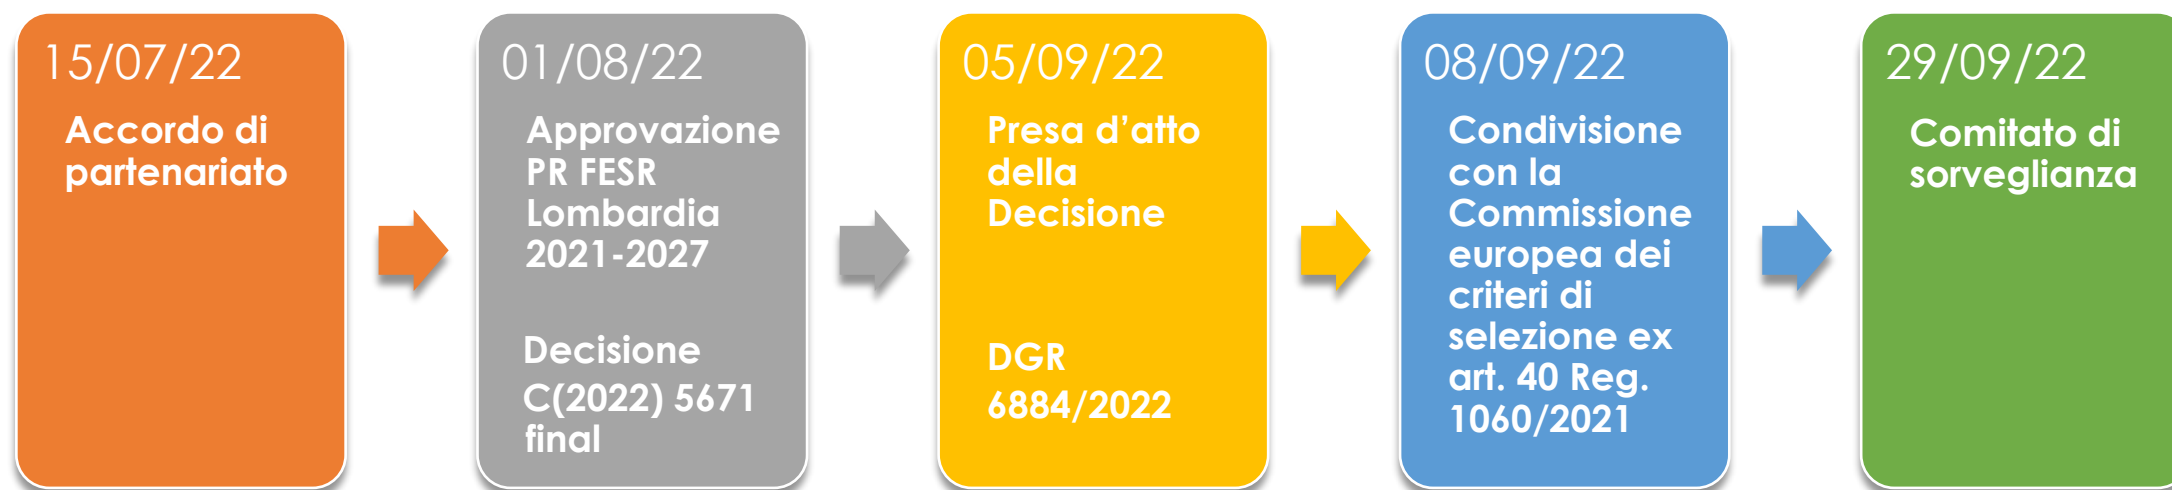 15/07/22
Accordo di
partenariato
01/08/22
Approvazione
PR FESR
Lombardia
2021-2027
Decisione
C(2022) 5671
final
05/09/22
Presa d’atto
della
Decisione
DGR
6884/2022
08/09/22
Condivisione
con la
Commissione
europea dei
criteri di
selezione ex
art. 40 Reg.
1060/2021
29/09/22
Comitato di
sorveglianza